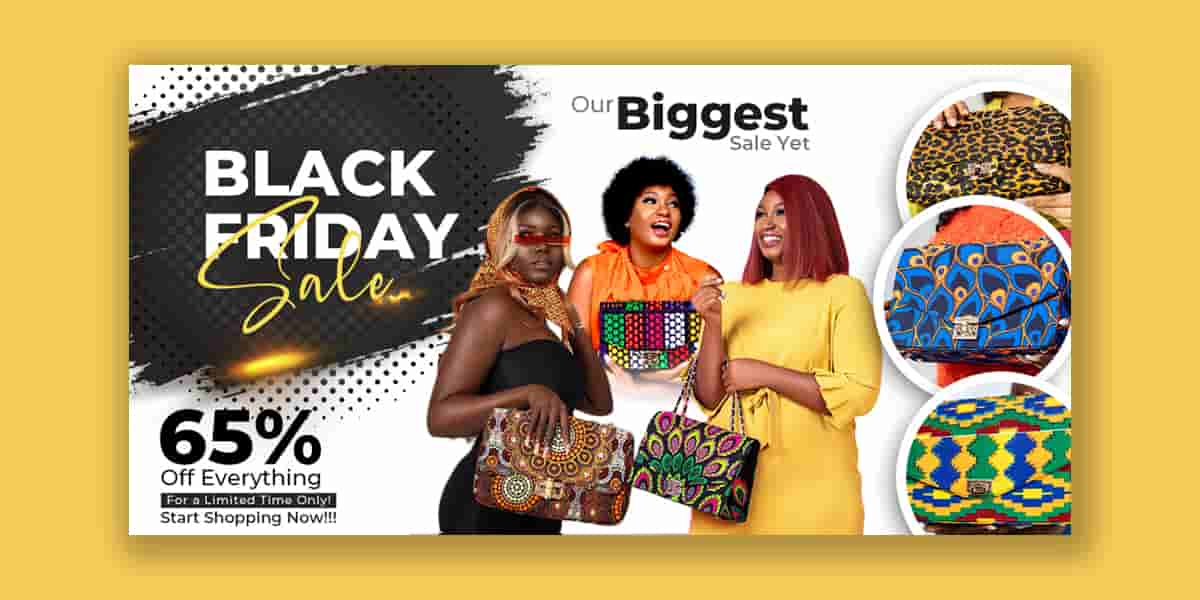 BLACK
FRIDAY
Sale
Our Biggest
Sale Yet
65%
Off Everything
For a Limited Time Only!
Start Shopping Now!!!